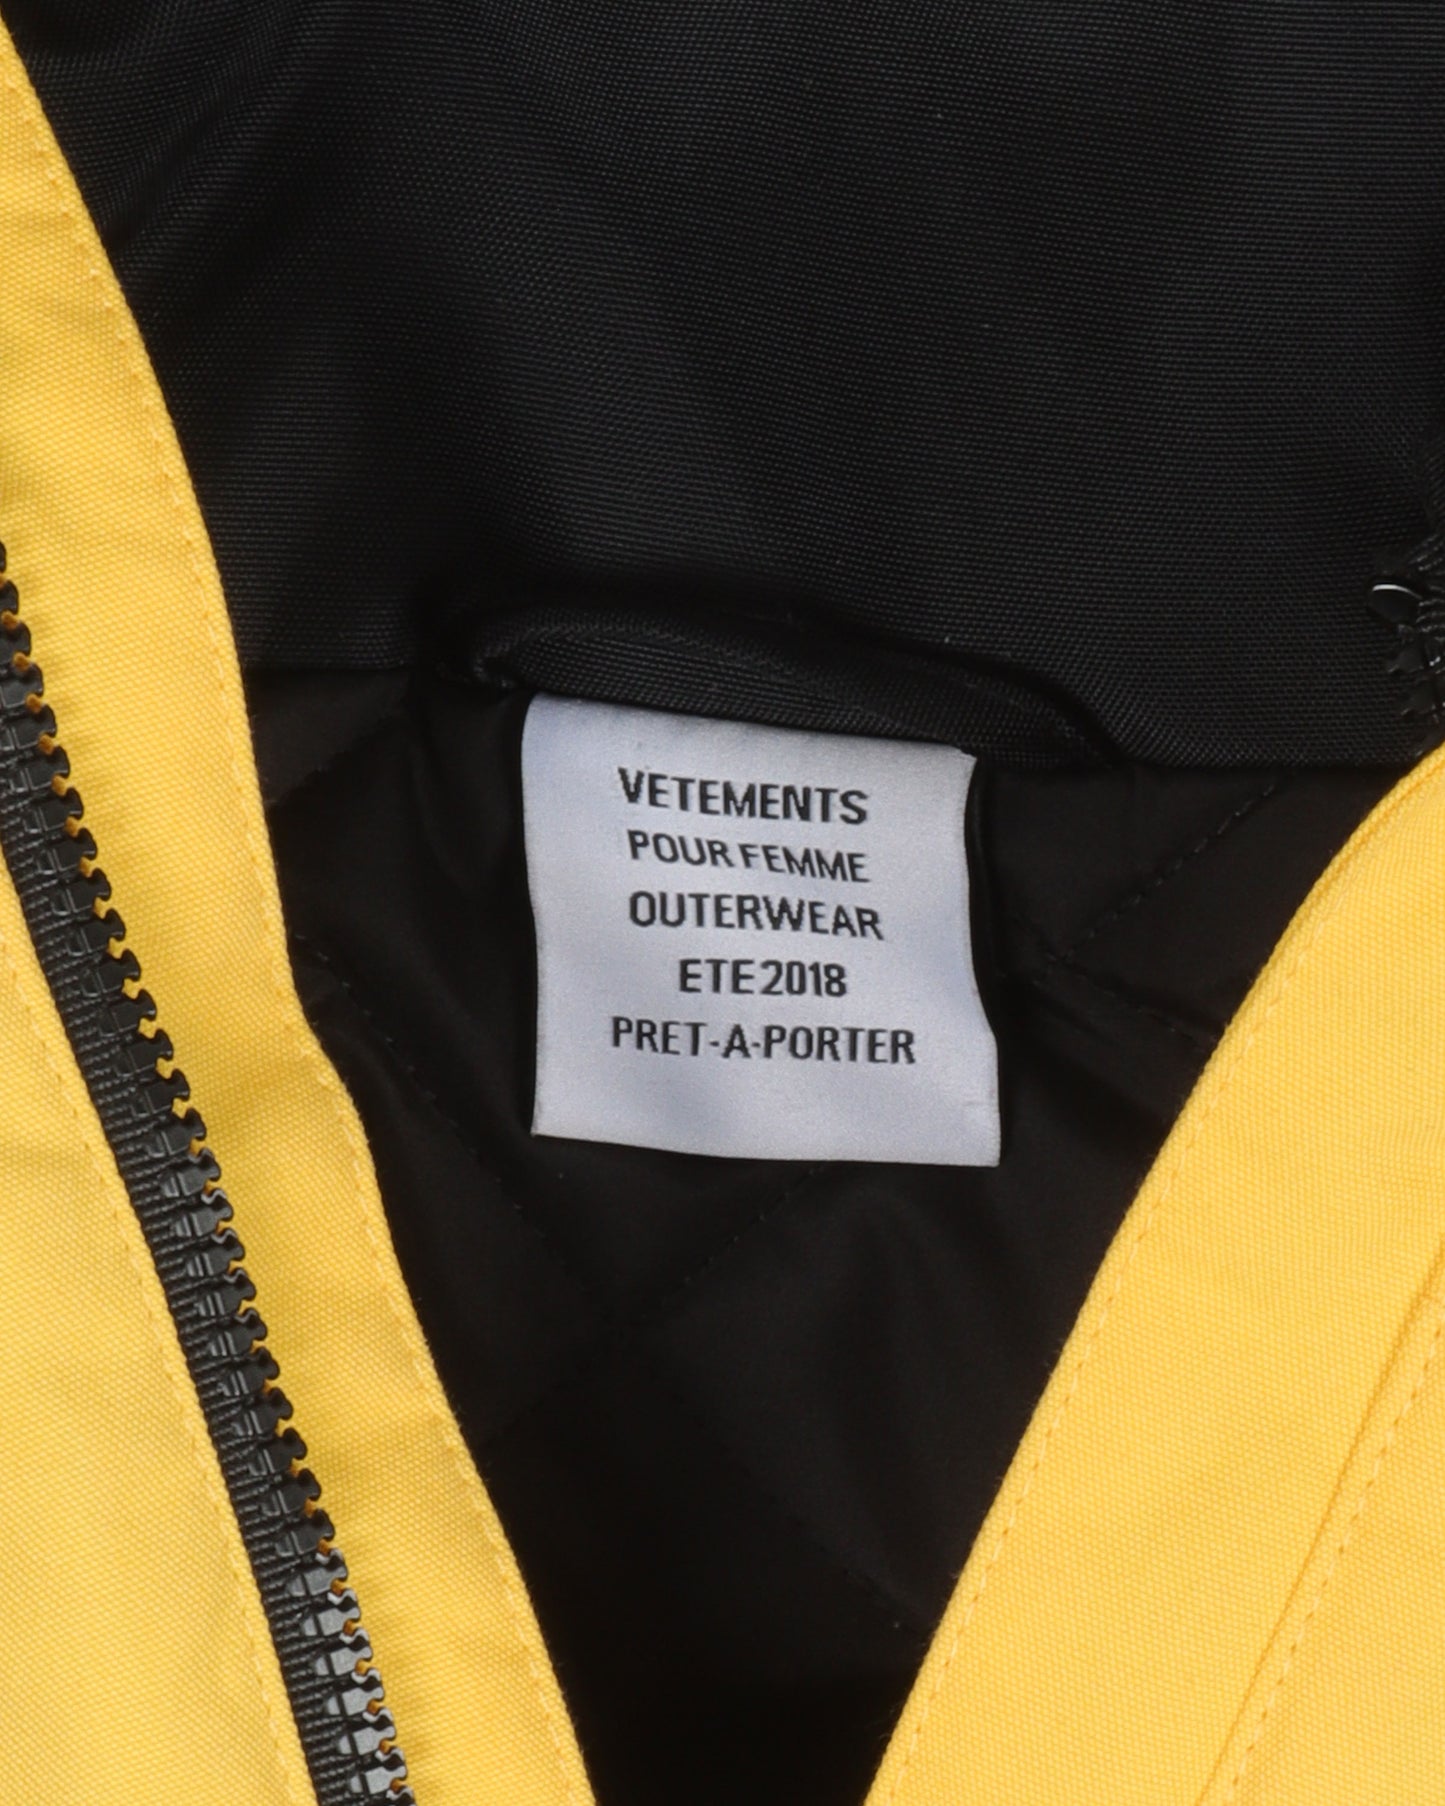 VETEMENTS
POUR FEMME
OUTERWEAR
ETE 2018
PRET-A-PORTER